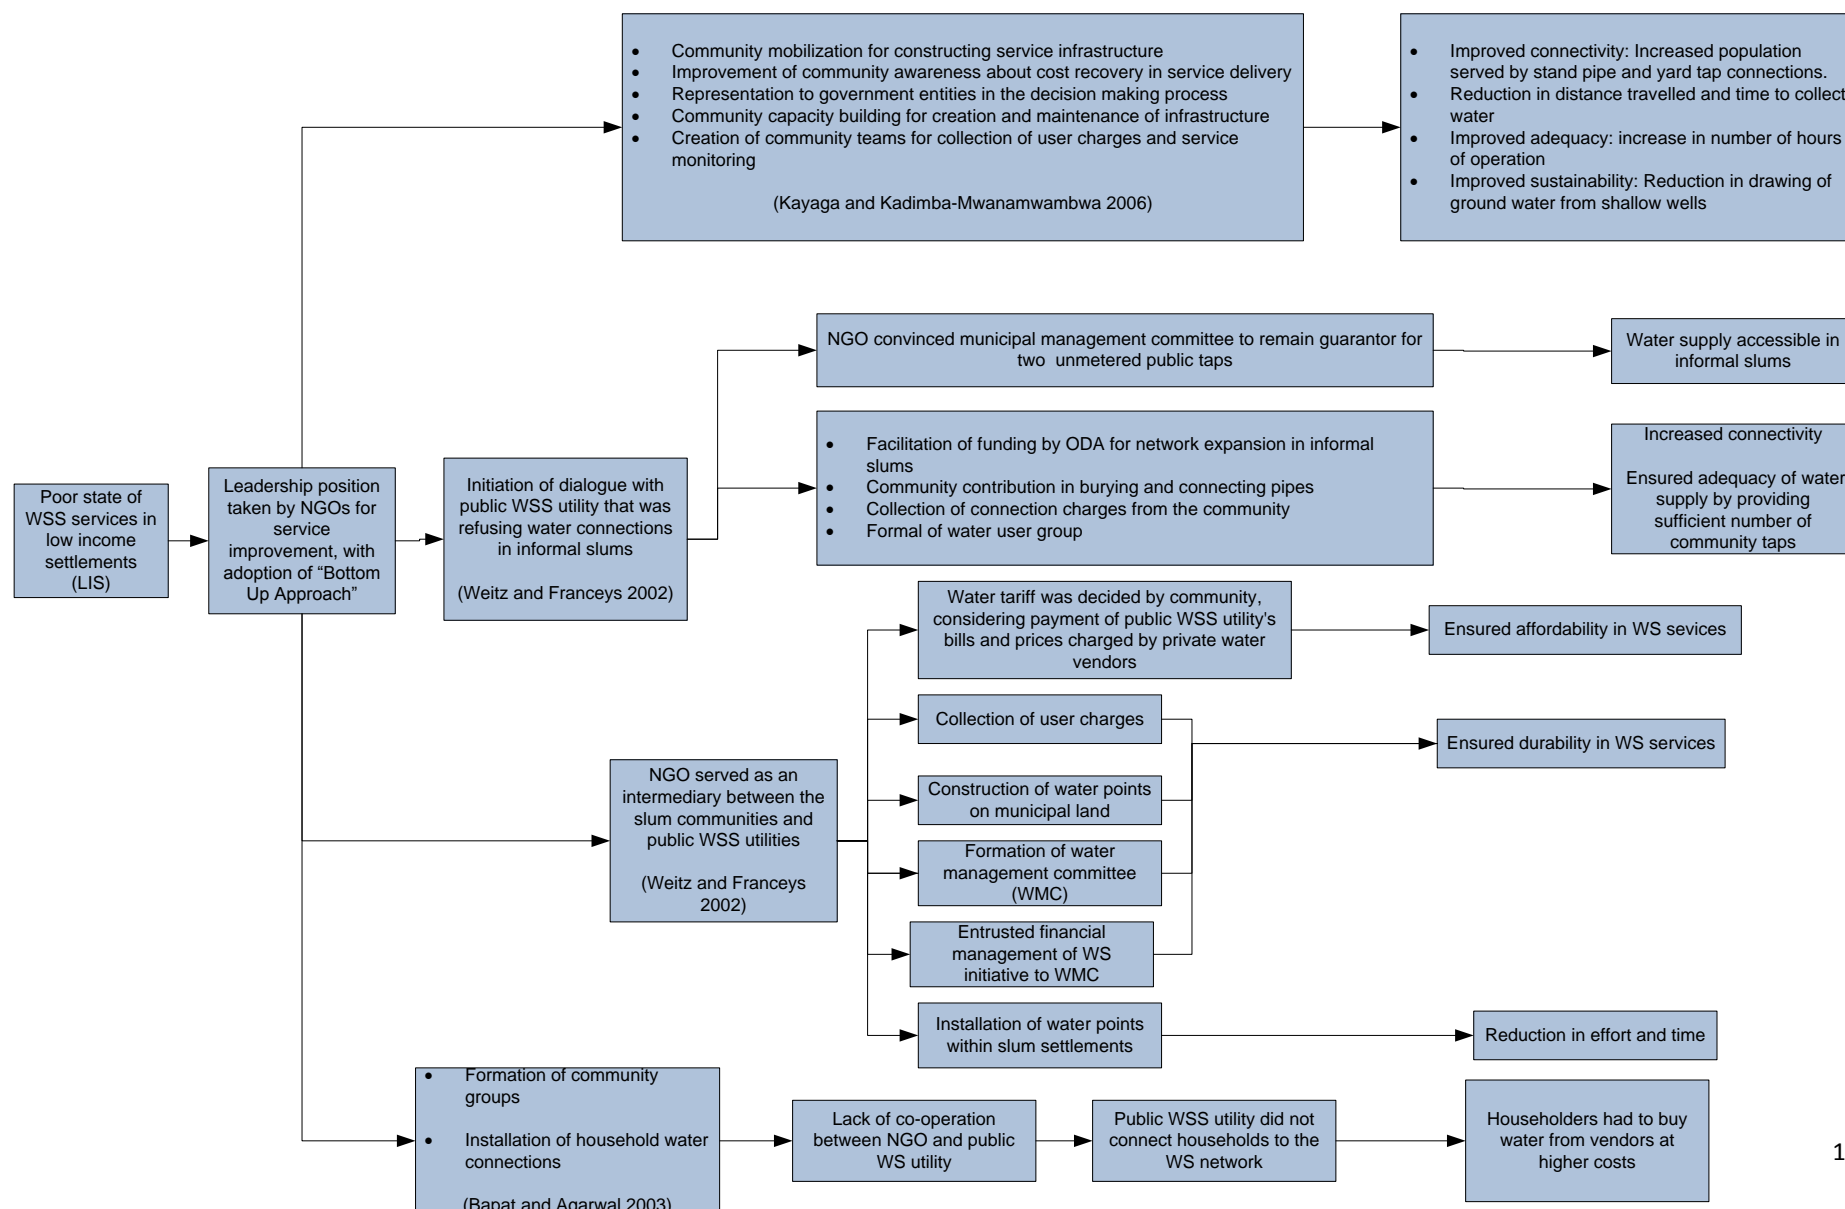 Community mobilization for constructing service infrastructure
Improvement of community awareness about cost recovery in service delivery
Representation to government entities in the decision making process
Community capacity building for creation and maintenance of infrastructure
Creation of community teams for collection of user charges and service
monitoring
(Kayaga and Kadimba-Mwanamwambwa 2006)
Improved connectivity: Increased population
served by stand pipe and yard tap connections.
Reduction in distance travelled and time to collect
water
Improved adequacy: increase in number of hours
of operation
Improved sustainability: Reduction in drawing of
ground water from shallow wells
NGO convinced municipal management committee to remain guarantor for
two unmetered public taps
Water supply accessible in
informal slums
Facilitation of funding by ODA for network expansion in informal
slums
Community contribution in burying and connecting pipes
Collection of connection charges from the community
Formal of water user group
Increased connectivity
Ensured adequacy of water
supply by providing
sufficient number of
community taps
Poor state of
WSS services in
low income
settlements
(LIS)
Leadership position
taken by NGOs for
service
improvement, with
adoption of “Bottom
Up Approach”
Initiation of dialogue with
public WSS utility that was
refusing water connections
in informal slums
(Weitz and Franceys 2002)
Water tariff was decided by community,
considering payment of public WSS utility's
bills and prices charged by private water
vendors
Ensured affordability in WS sevices
Collection of user charges
Ensured durability in WS services
NGO served as an
intermediary between the
slum communities and
public WSS utilities
(Weitz and Franceys
2002)
Construction of water points
on municipal land
Formation of water
management committee
(WMC)
Entrusted financial
management of WS
initiative to WMC
Installation of water points
within slum settlements
Reduction in effort and time
Formation of community
groups
Installation of household water
connections
(Bapat and Agarwal 2003)
Lack of co-operation
between NGO and public
WS utility
Public WSS utility did not
connect households to the
WS network
Householders had to buy
water from vendors at
higher costs
1